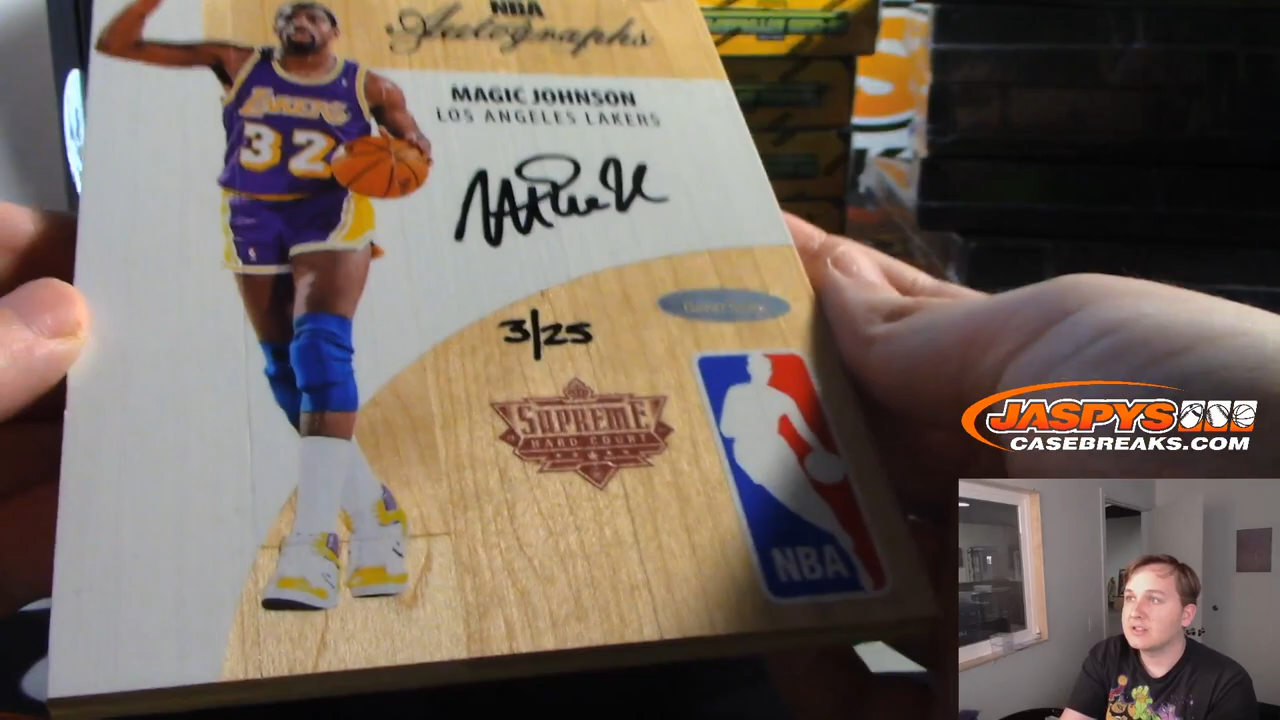 NBA
Autographs
MAGIC JOHNSON
LOS ANGELES LAKERS
LAKERS
32
3/25
SUPREME
HARD COURT
NBA
JASPYS
CASEBREAKS.COM